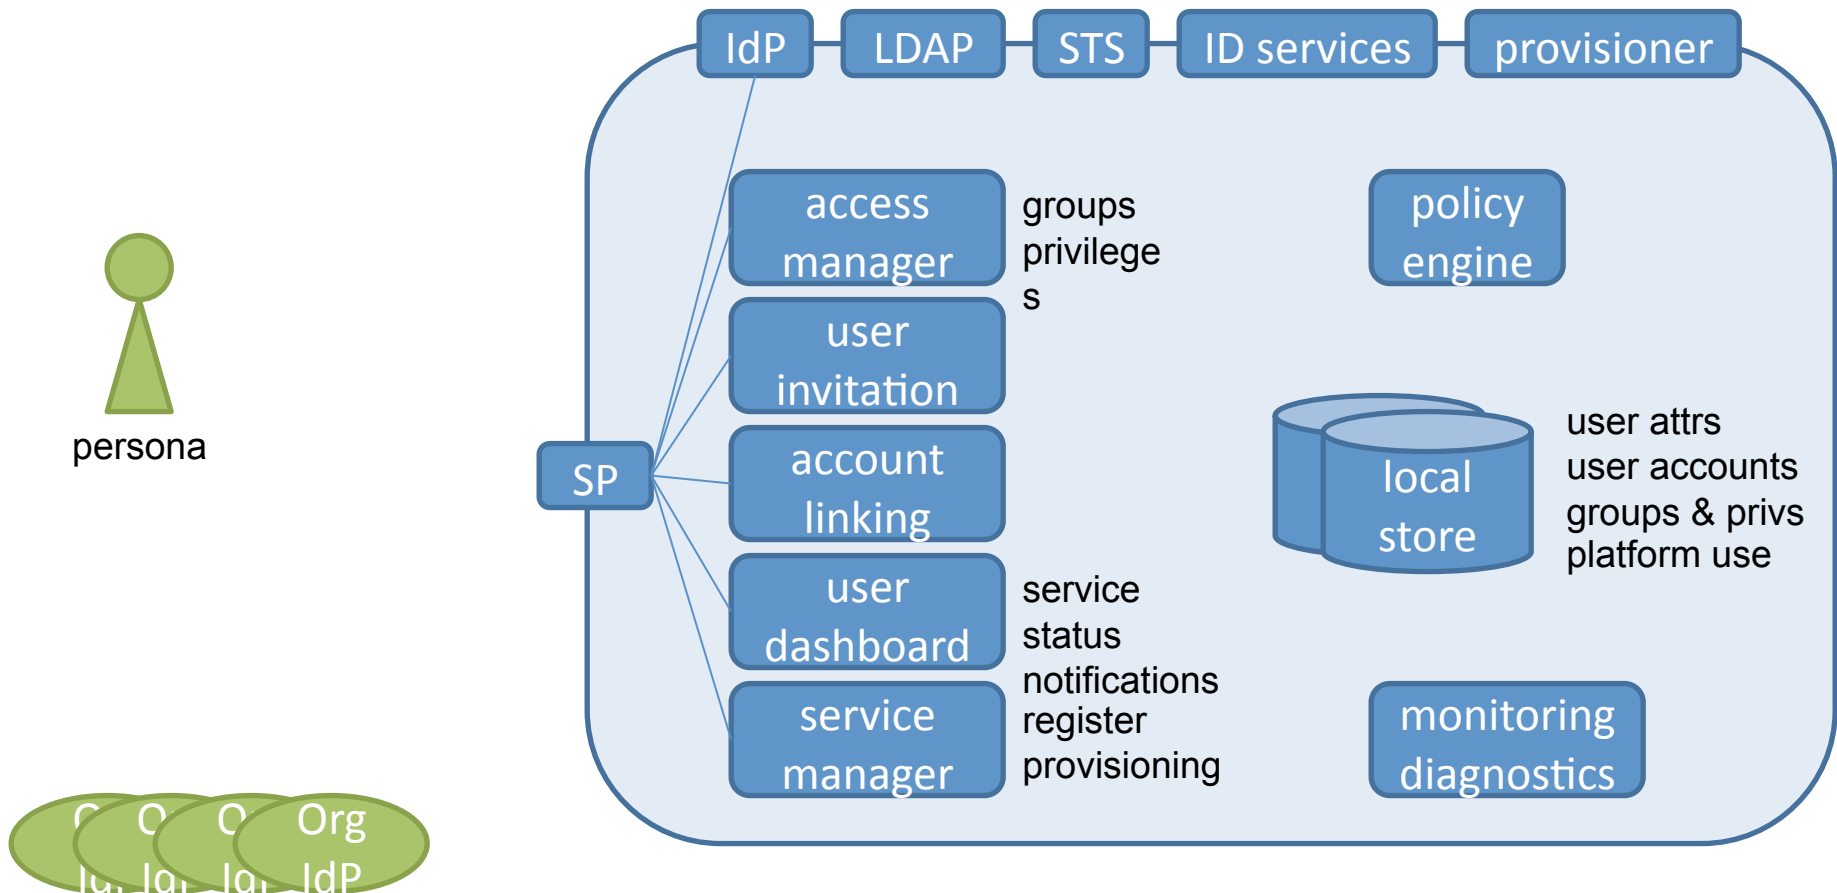 IdP
LDAP
STS
ID services
provisioner
access
manager
groups
privilege
s
policy
engine
user
invitation
persona
SP
account
linking
local
store
user attrs
user accounts
groups & privs
platform use
user
dashboard
service
status
notifications
service
manager
register
provisioning
monitoring
diagnostics
Org
IdP